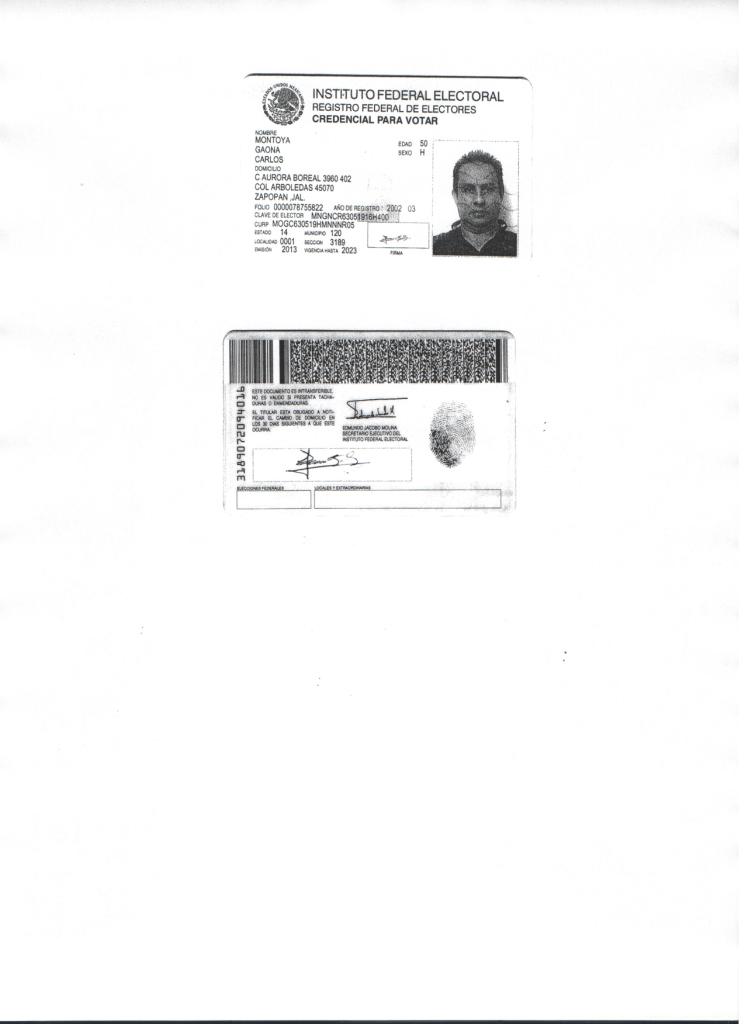 INSTITUTO FEDERAL ELECTORAL
REGISTRO FEDERAL DE ELECTORES
CREDENCIAL PARA VOTAR
ESTADOS UNIDOS MEXICANOS
NOMBRE
MONTOYA
GAONA
CARLOS
EDAD 50
SEXO H
DOMICILIO
C AURORA BOREAL 3960 402
COL ARBOLEDAS 45070
ZAPOPAN ,JAL.
FOLIO 0000078755822 AÑO DE REGISTRO 2002 03
CLAVE DE ELECTOR MNGNCR63051916H400
CURP MOGC630519HMNNNR05
ESTADO 14 MUNICIPIO 120
LOCALIDAD 0001 SECCION 3189
EMISIÓN 2013 VIGENCIA HASTA 2023
FIRMA
3189072094016
ESTE DOCUMENTO ES INTRANSFERIBLE,
NO ES VALIDO SI PRESENTA TACHA-
DURAS O ENMENDADURAS.
EL TITULAR ESTA OBLIGADO A NOTI-
FICAR EL CAMBIO DE DOMICILIO EN
LOS 30 DIAS SIGUIENTES A QUE ESTE
OCURRA.
EDMUNDO JACOBO MOLINA
SECRETARIO EJECUTIVO DEL
INSTITUTO FEDERAL ELECTORAL
ELECCIONES FEDERALES
LOCALES Y EXTRAORDINARIAS